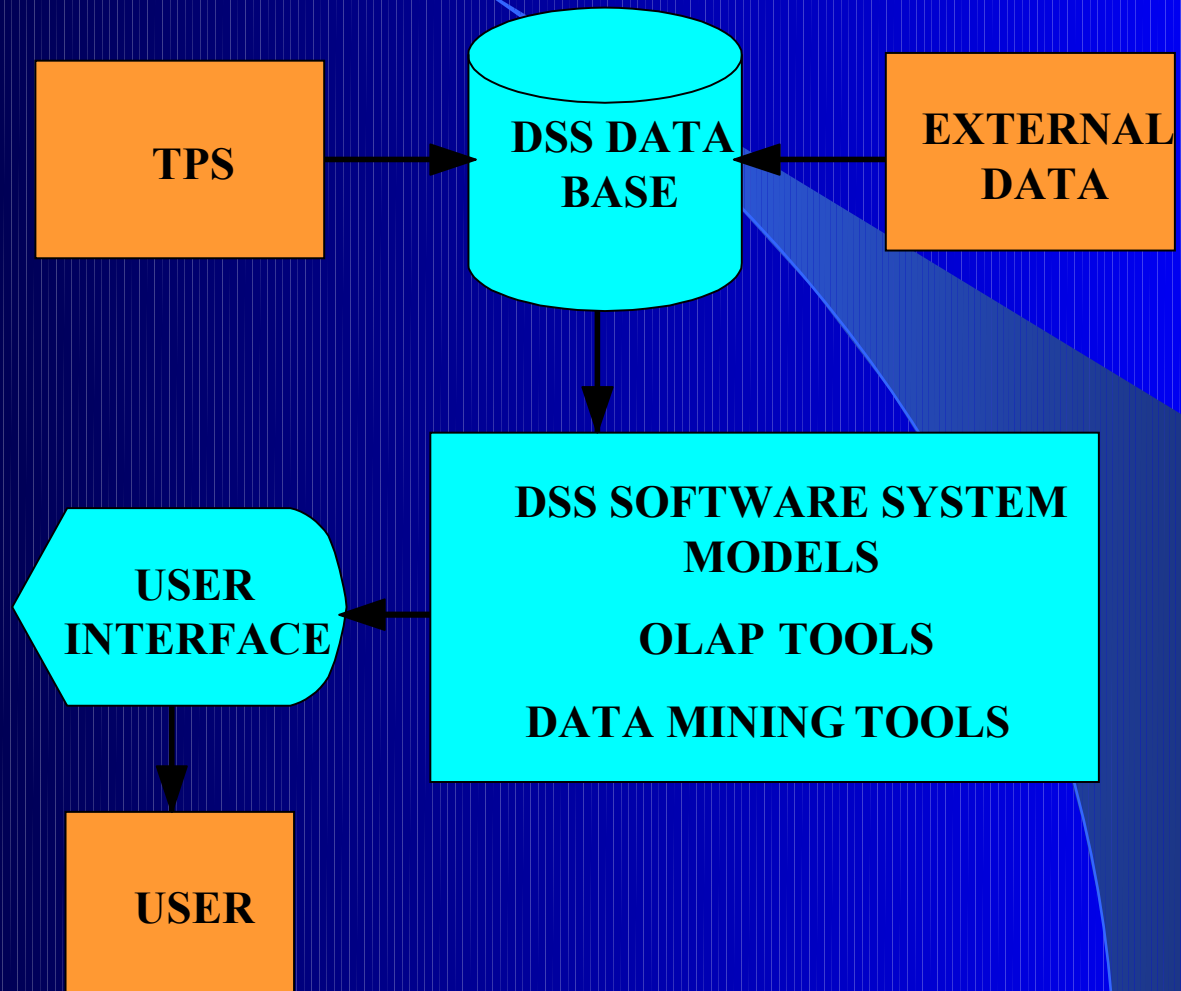 TPS
DSS DATA
BASE
EXTERNAL
DATA
DSS SOFTWARE SYSTEM
MODELS
OLAP TOOLS
DATA MINING TOOLS
USER
INTERFACE
USER